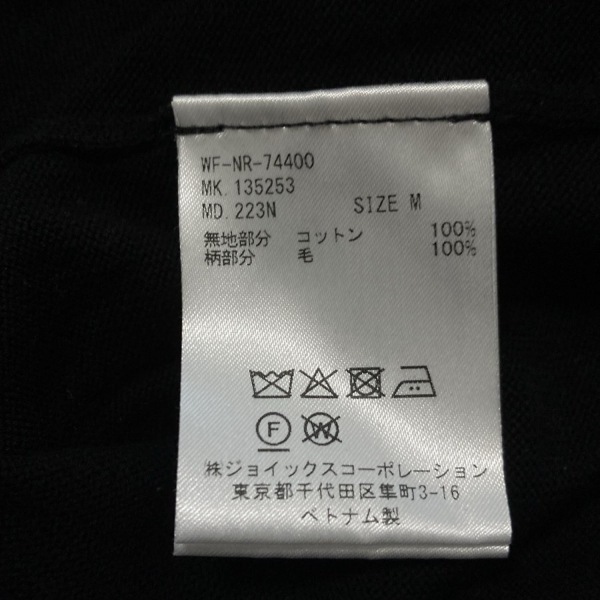 WF-NR-74400
MK. 135253
MD. 223N SIZE M
無地部分 コットン 100%
柄部分 毛 100%
F W
株ジョイックスコーポレーション
東京都千代田区隼町3-16
ベトナム製